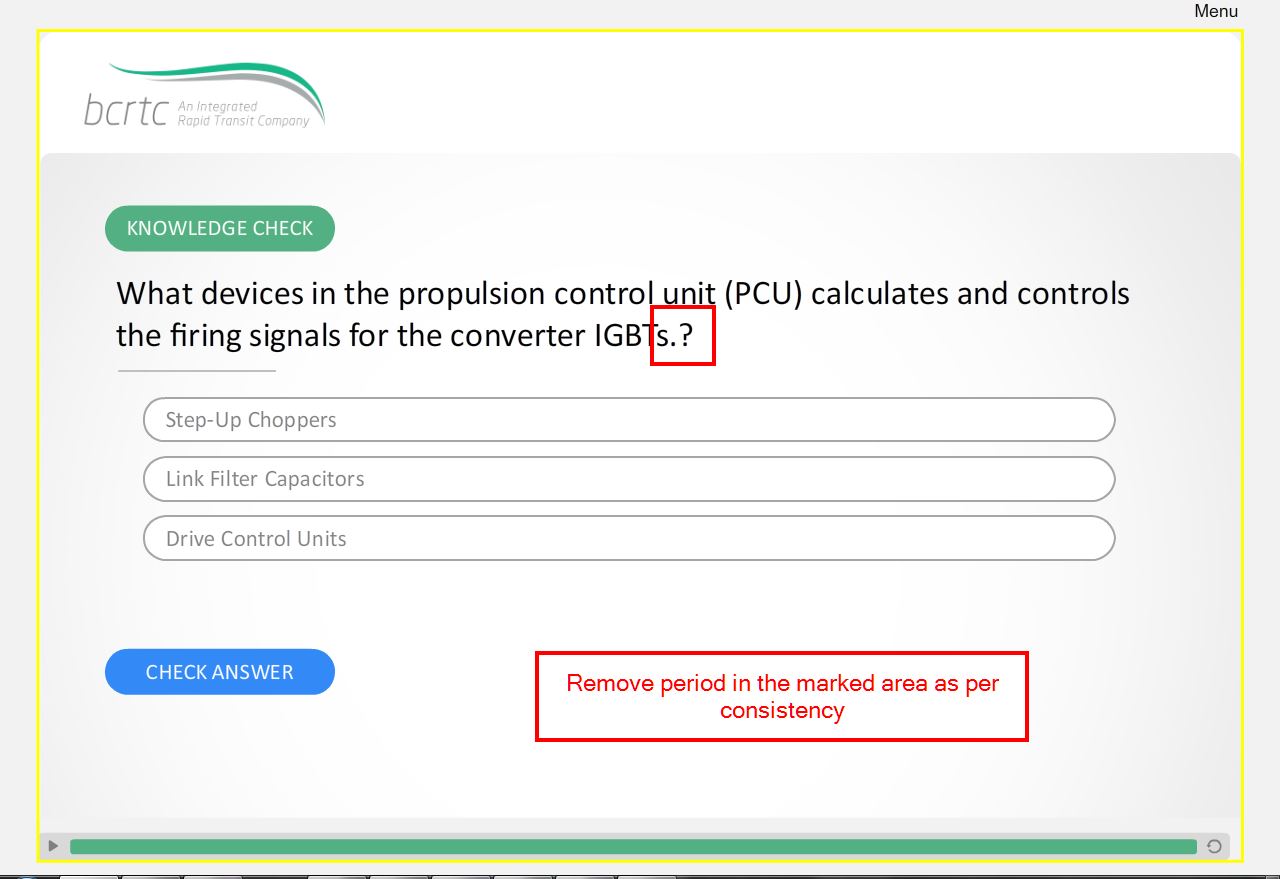 Menu
bcrtc An Integrated
Rapid Transit Company
KNOWLEDGE CHECK
What devices in the propulsion control unit (PCU) calculates and controls
the firing signals for the converter IGBTs.?
Step-Up Choppers
Link Filter Capacitors
Drive Control Units
CHECK ANSWER
Remove period in the marked area as per
consistency